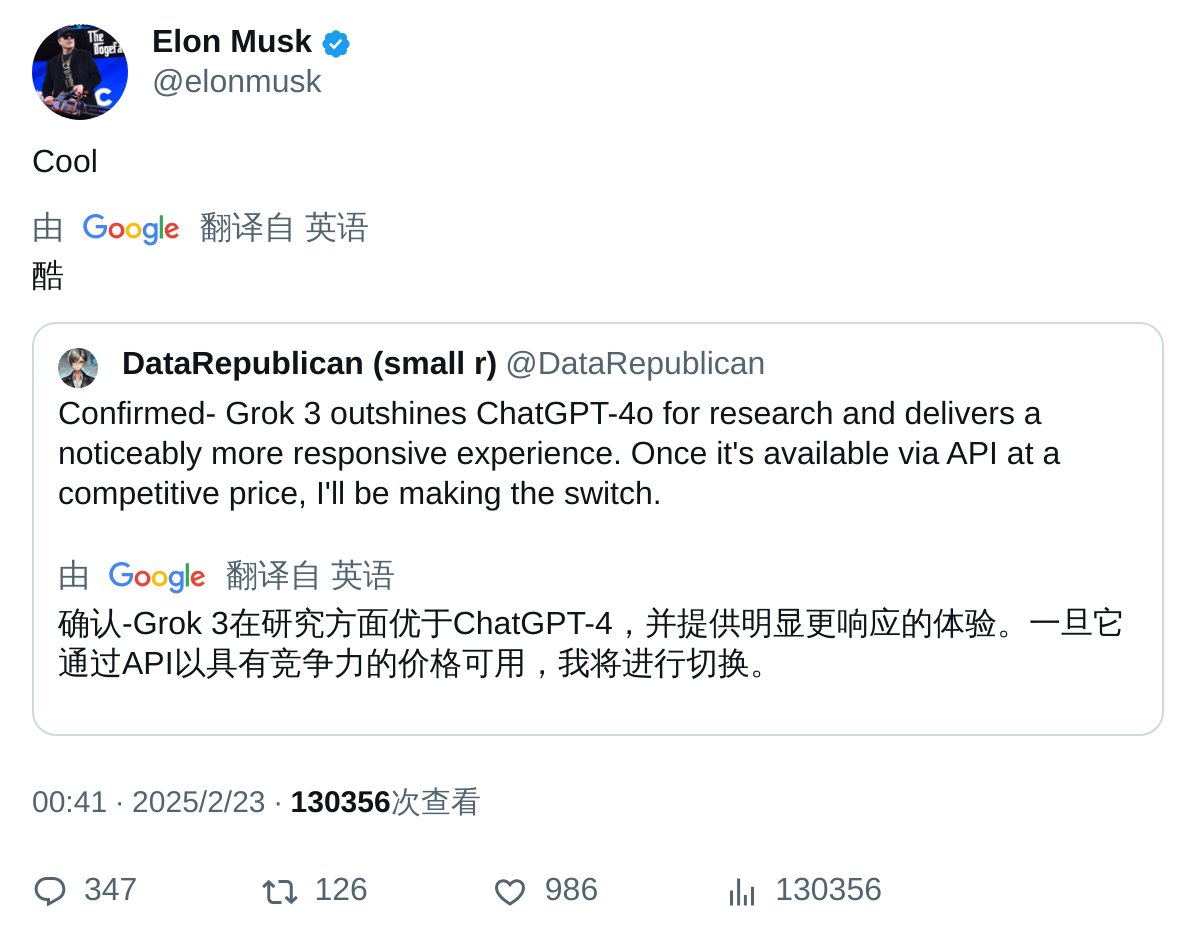 The Dogefa
C
Elon Musk
@elonmusk
Cool
由 Google 翻译自 英语
酷
DataRepublican (small r) @DataRepublican
Confirmed- Grok 3 outshines ChatGPT-4o for research and delivers a
noticeably more responsive experience. Once it's available via API at a
competitive price, I'll be making the switch.
由 Google 翻译自 英语
确认-Grok 3在研究方面优于ChatGPT-4，并提供明显更响应的体验。一旦它
通过API以具有竞争力的价格可用，我将进行切换。
00:41 · 2025/2/23 · 130356次查看
347 126 986 130356